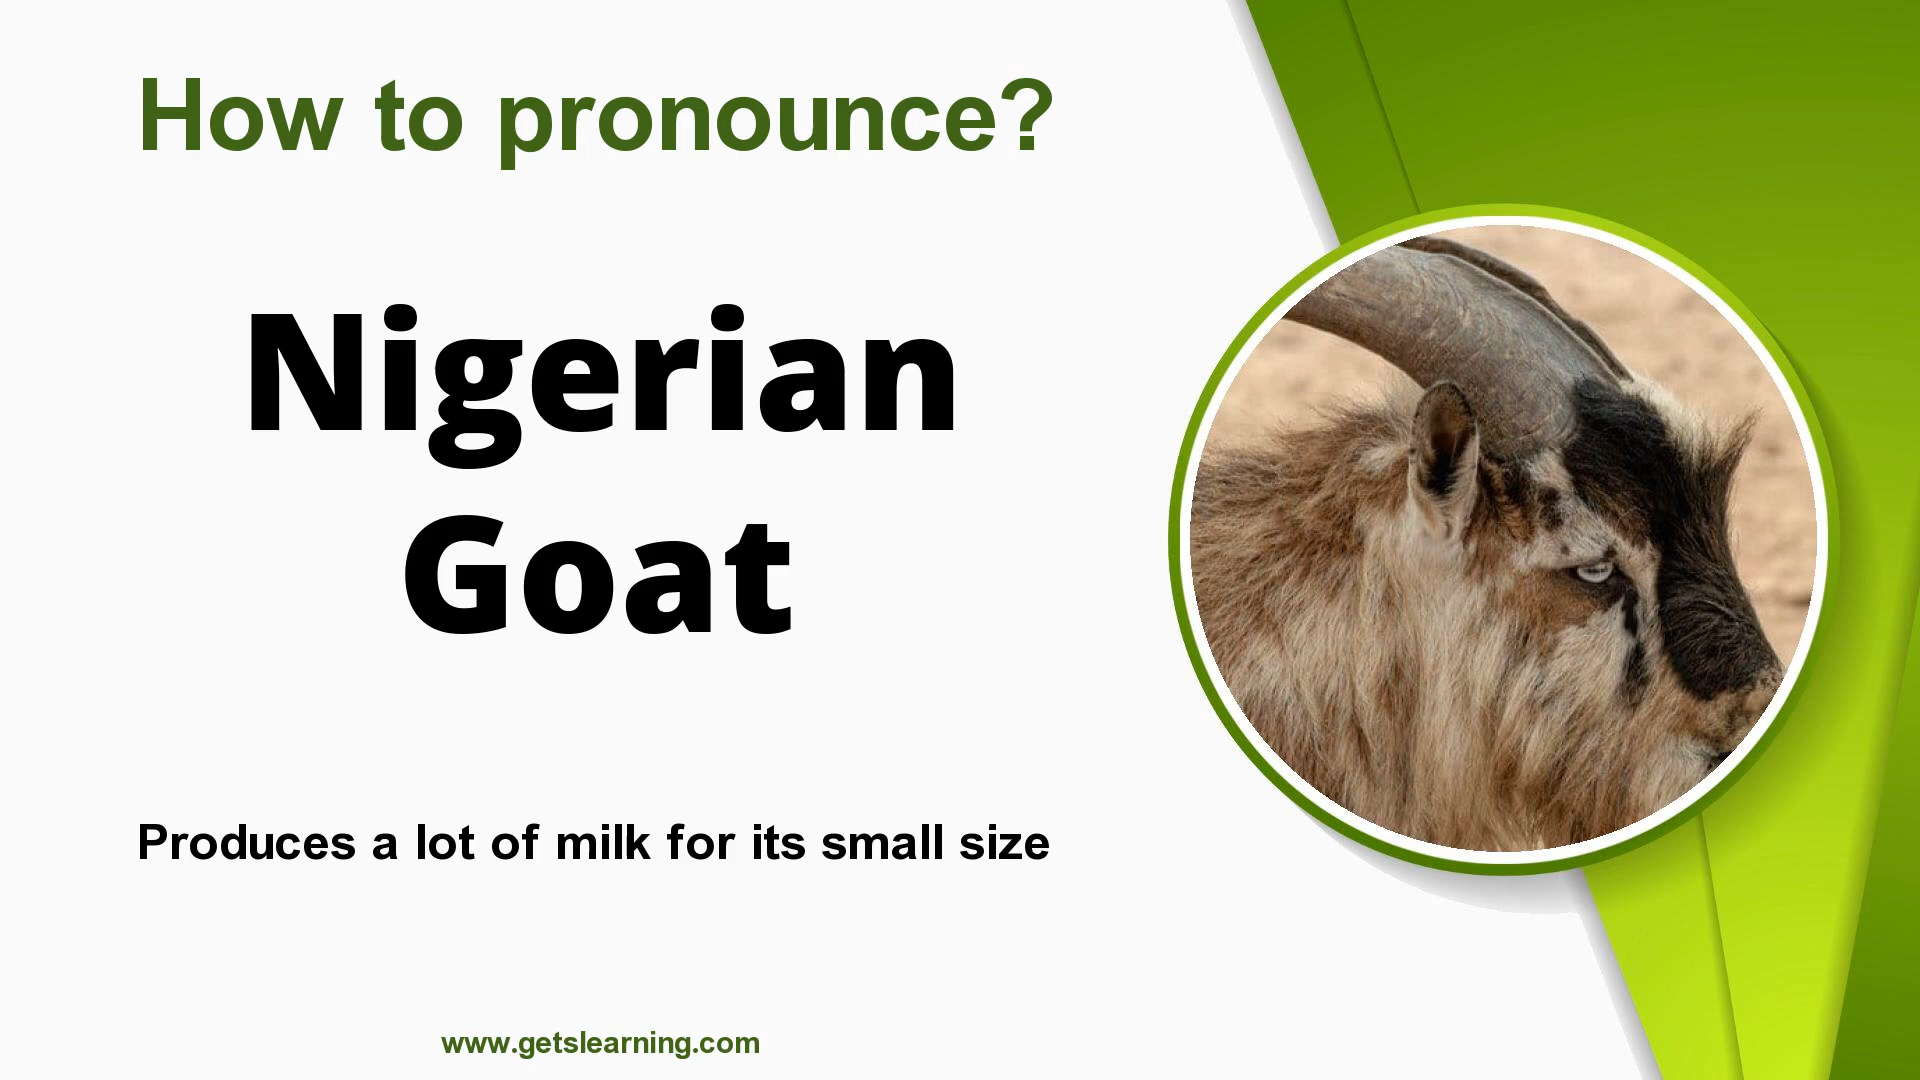 How to pronounce?
Nigerian
Goat
Produces a lot of milk for its small size
www.getslearning.com